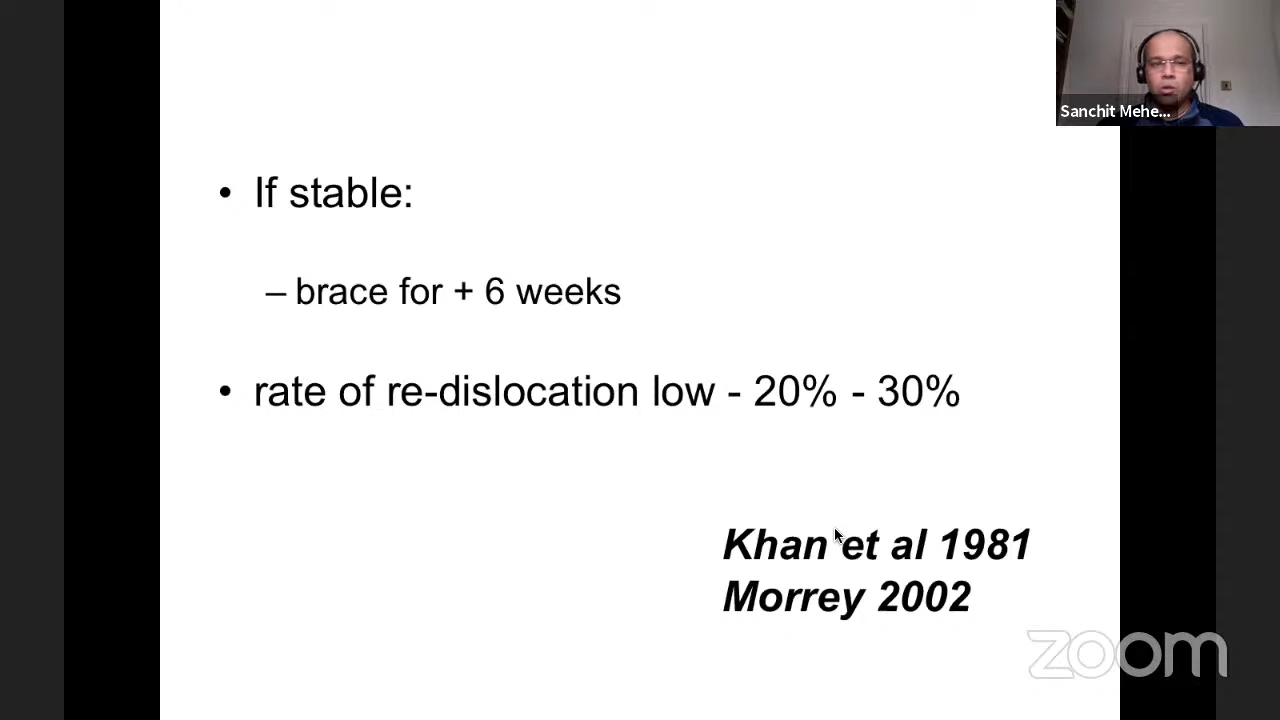 Sanchit Mehe...
• If stable:
– brace for + 6 weeks
• rate of re-dislocation low - 20% - 30%
Khan et al 1981
Morrey 2002
zoom